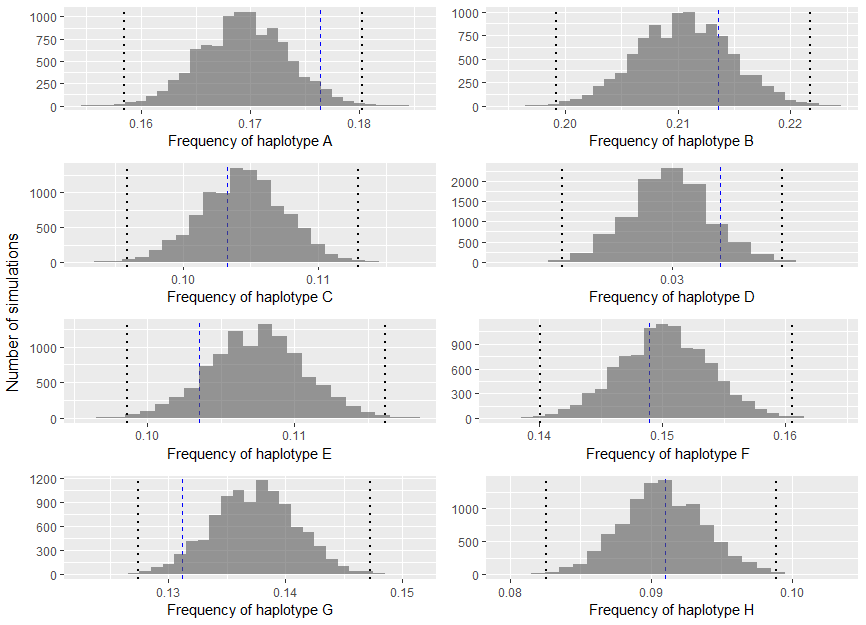 Number of simulations
1000
750
500
250
0
0.16 0.17 0.18
Frequency of haplotype A
1000
750
500
250
0
0.20 0.21 0.22
Frequency of haplotype B
1000
500
0
0.10 0.11
Frequency of haplotype C
2000
1500
1000
500
0
0.03
Frequency of haplotype D
1000
500
0
0.10 0.11
Frequency of haplotype E
900
600
300
0
0.14 0.15 0.16
Frequency of haplotype F
1200
900
600
300
0
0.13 0.14 0.15
Frequency of haplotype G
1000
500
0
0.08 0.09 0.10
Frequency of haplotype H